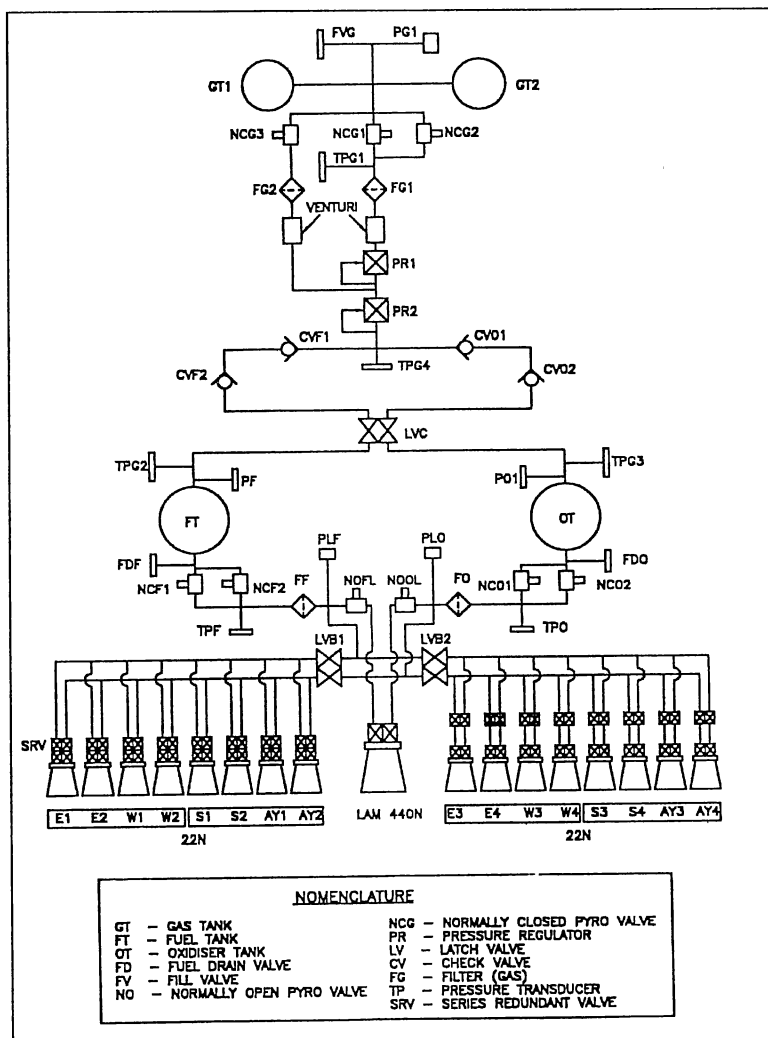 FVG PG1
GT1 GT2
NCG3 NCG1 NCG2
TPG1
FG2 FG1
VENTURI
PR1
PR2
CVF1 CVO1
CVF2 TPG4 CVO2
LVC
TPG2 PF PO1 TPG3
FT OT
FDF PLF PLO FDO
NCF1 NCF2 FF NOFL NOOL FO NCO1 NCO2
TPF LVB1 LVB2 TPO
SRV
E1 E2 W1 W2 S1 S2 AY1 AY2 LAM 440N E3 E4 W3 W4 S3 S4 AY3 AY4
22N 22N
NOMENCLATURE
GT – GAS TANK
FT – FUEL TANK
OT – OXIDISER TANK
FD – FUEL DRAIN VALVE
FV – FILL VALVE
NO – NORMALLY OPEN PYRO VALVE
NCG – NORMALLY CLOSED PYRO VALVE
PR – PRESSURE REGULATOR
LV – LATCH VALVE
CV – CHECK VALVE
FG – FILTER (GAS)
TP – PRESSURE TRANSDUCER
SRV – SERIES REDUNDANT VALVE